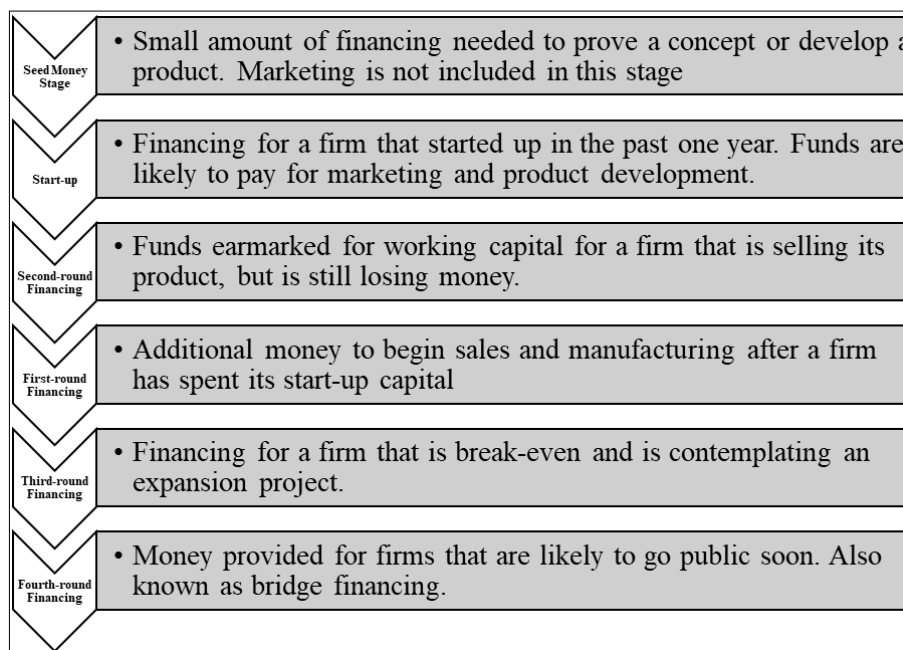 Seed Money
Stage
• Small amount of financing needed to prove a concept or develop a
product. Marketing is not included in this stage
Start-up
• Financing for a firm that started up in the past one year. Funds are
likely to pay for marketing and product development.
Second-round
Financing
• Funds earmarked for working capital for a firm that is selling its
product, but is still losing money.
First-round
Financing
• Additional money to begin sales and manufacturing after a firm
has spent its start-up capital
Third-round
Financing
• Financing for a firm that is break-even and is contemplating an
expansion project.
Fourth-round
Financing
• Money provided for firms that are likely to go public soon. Also
known as bridge financing.